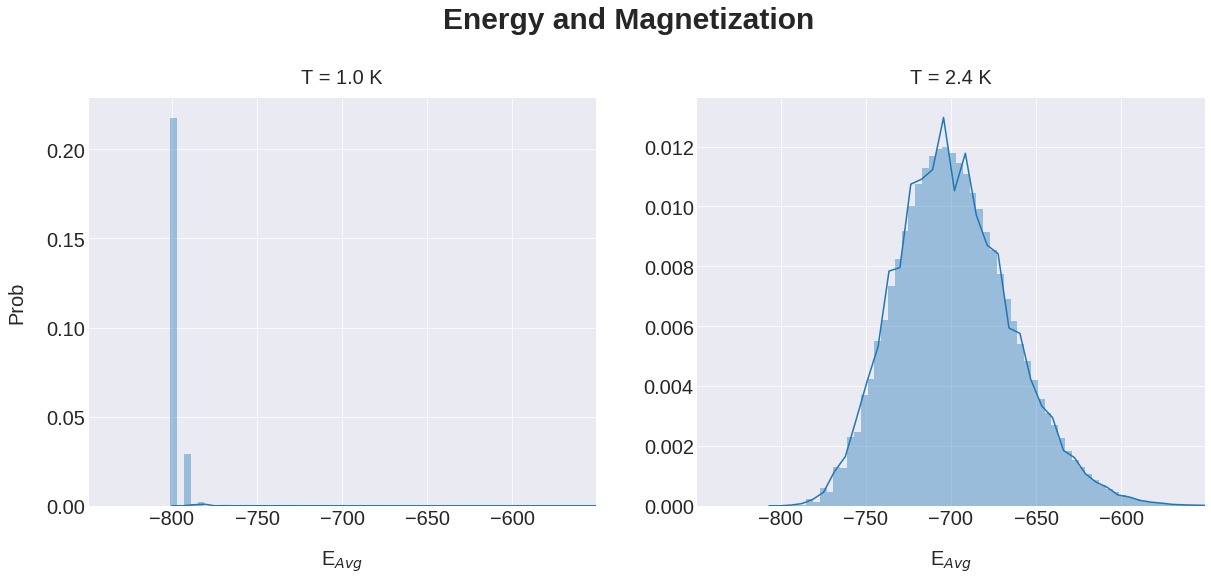 Energy and Magnetization
T = 1.0 K
T = 2.4 K
Prob
0.20
0.15
0.10
0.05
0.00
−800 −750 −700 −650 −600
E_Avg
0.012
0.010
0.008
0.006
0.004
0.002
0.000
−800 −750 −700 −650 −600
E_Avg